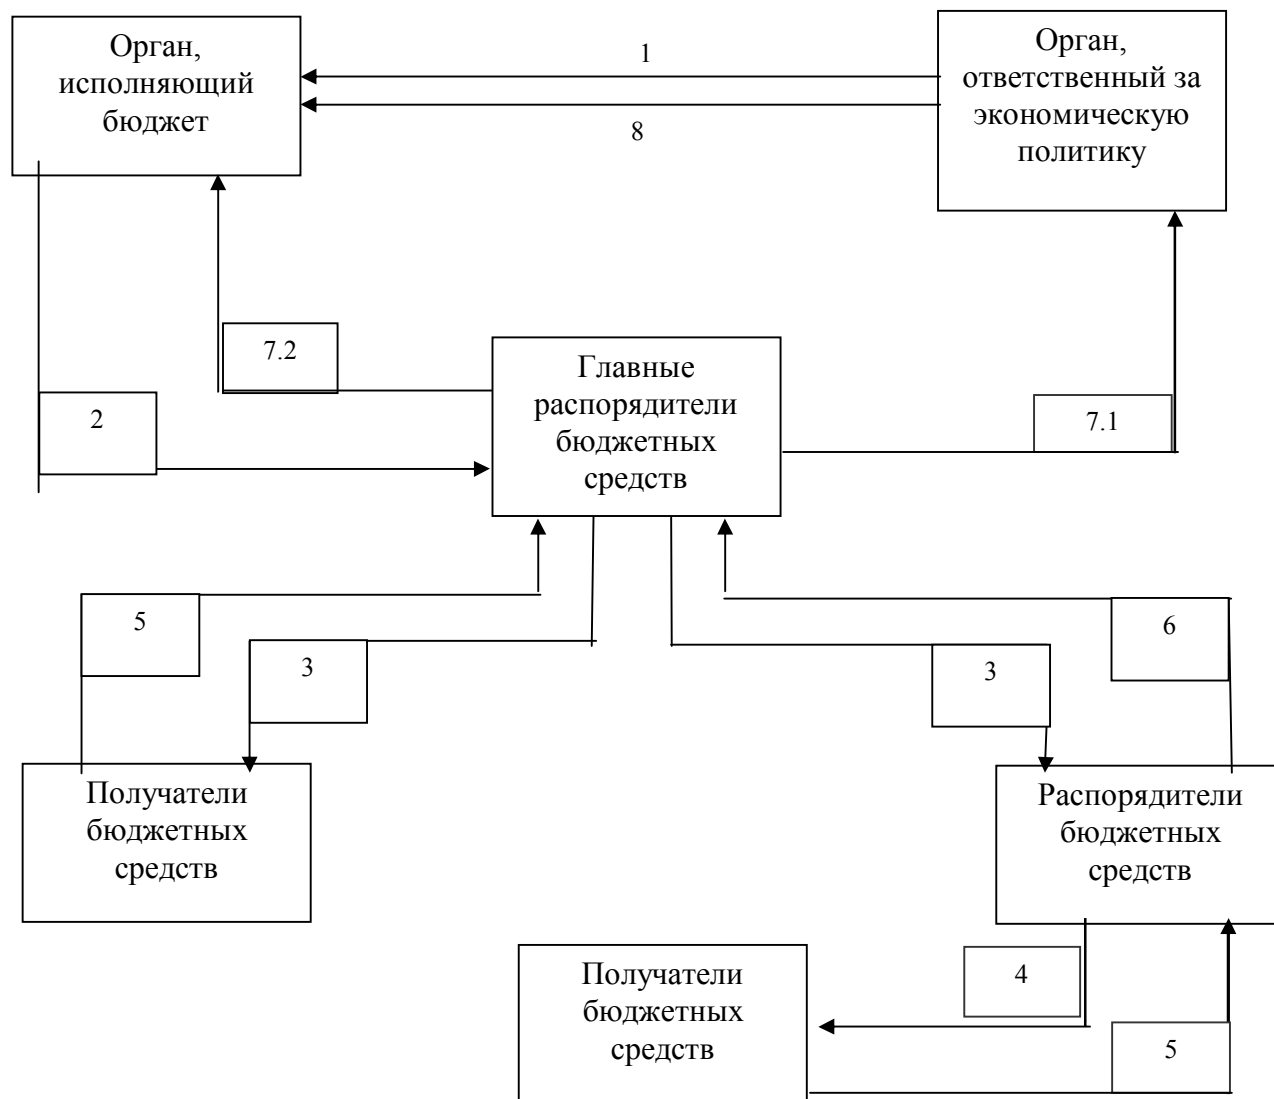 Орган,
исполняющий
бюджет
1
8
Орган,
ответственный за
экономическую
политику
7.2
2
Главные
распорядители
бюджетных
средств
7.1
5
3
3
6
Получатели
бюджетных
средств
Распорядители
бюджетных
средств
4
Получатели
бюджетных
средств
5